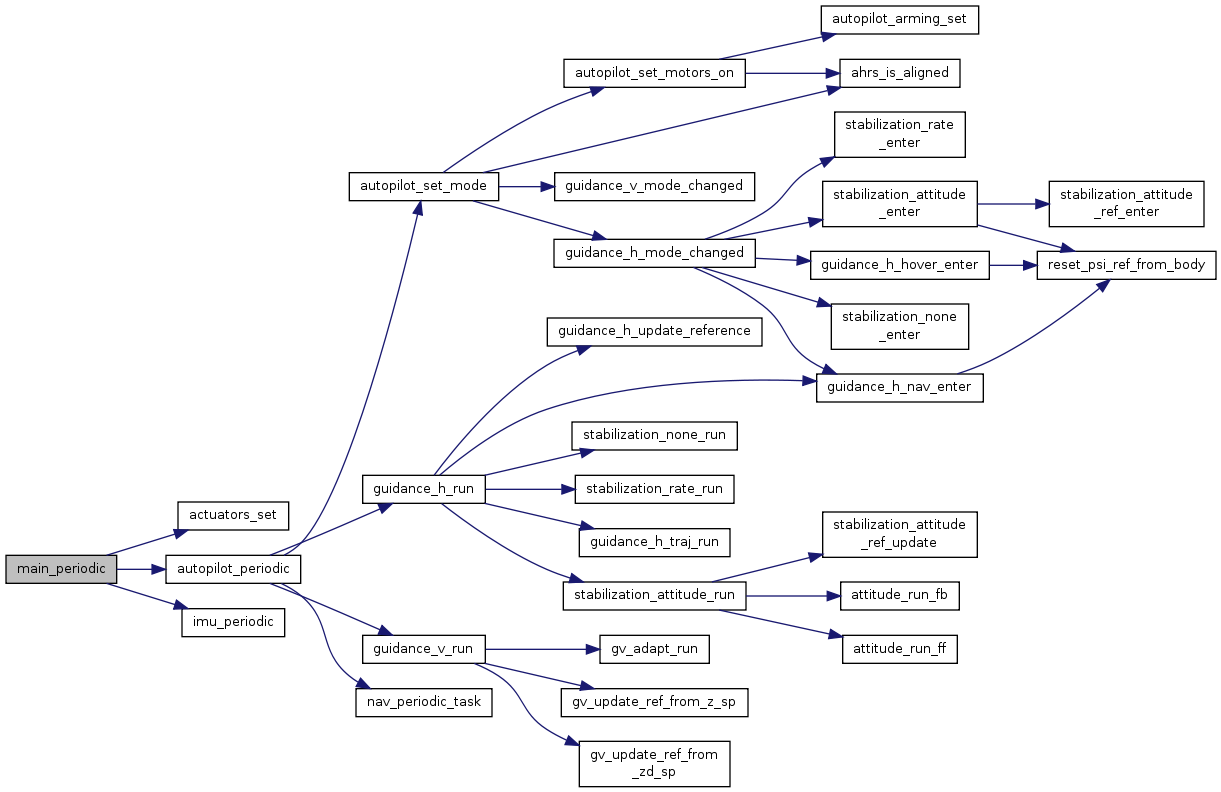 autopilot_arming_set
autopilot_set_motors_on
ahrs_is_aligned
stabilization_rate
_enter
autopilot_set_mode
guidance_v_mode_changed
stabilization_attitude
_enter
stabilization_attitude
_ref_enter
guidance_h_mode_changed
guidance_h_hover_enter
reset_psi_ref_from_body
stabilization_none
_enter
guidance_h_update_reference
guidance_h_nav_enter
stabilization_none_run
guidance_h_run
stabilization_rate_run
actuators_set
guidance_h_traj_run
stabilization_attitude
_ref_update
main_periodic
autopilot_periodic
stabilization_attitude_run
attitude_run_fb
imu_periodic
guidance_v_run
gv_adapt_run
attitude_run_ff
nav_periodic_task
gv_update_ref_from_z_sp
gv_update_ref_from
_zd_sp